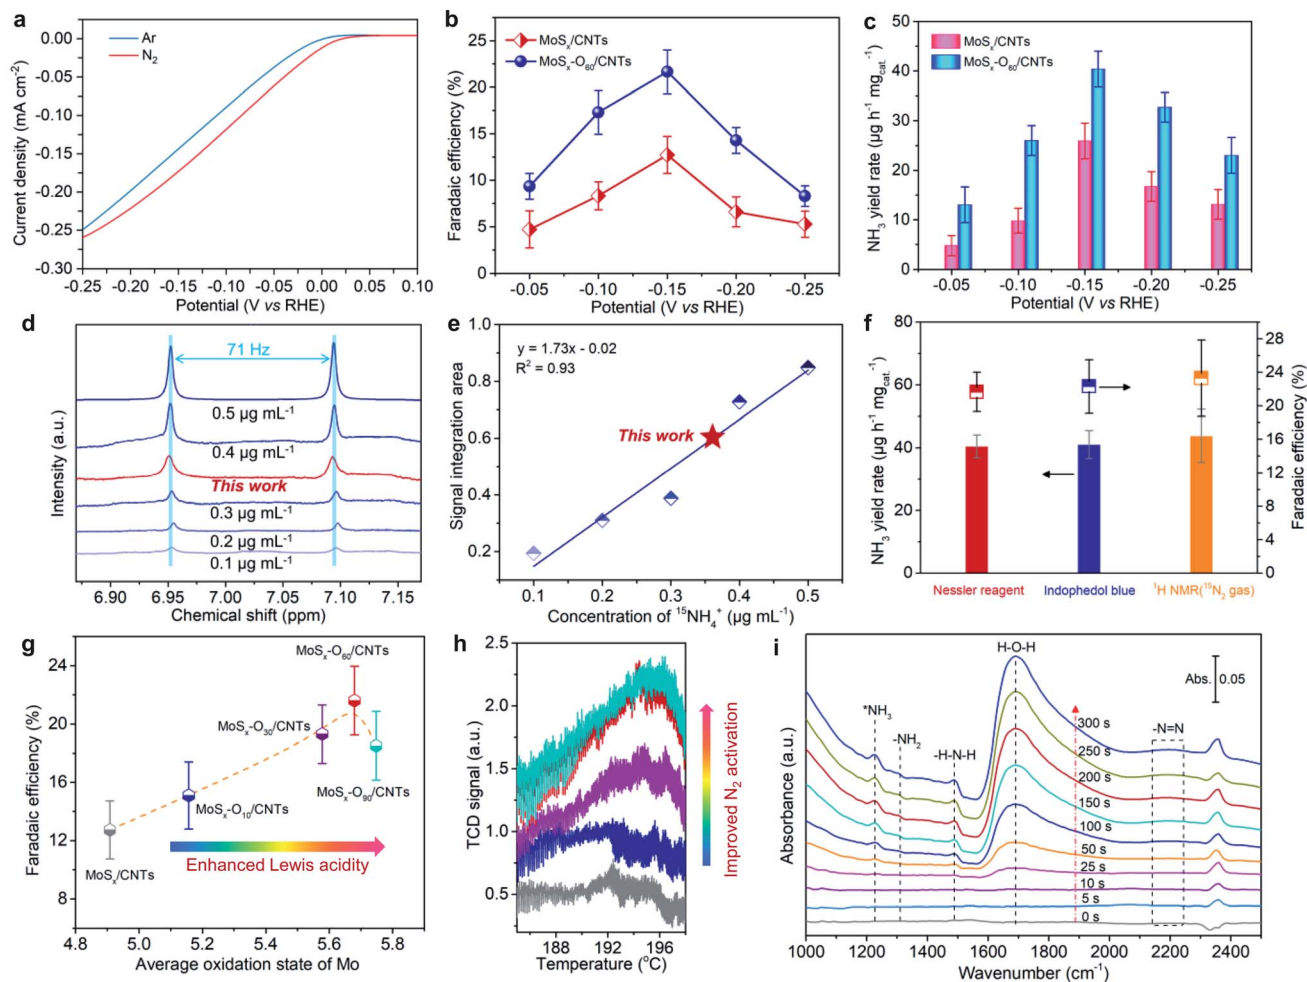 a
Ar
N₂
0.00
-0.05
-0.10
-0.15
-0.20
-0.25
-0.30
Current density (mA cm⁻²)
-0.25 -0.20 -0.15 -0.10 -0.05 0.00 0.05 0.10
Potential (V vs RHE)
b
MoSₓ/CNTs
MoSₓ-O₆₀/CNTs
25
20
15
10
5
0
Faradaic efficiency (%)
-0.05 -0.10 -0.15 -0.20 -0.25
Potential (V vs RHE)
c
MoSₓ/CNTs
MoSₓ-O₆₀/CNTs
50
40
30
20
10
0
NH₃ yield rate (µg h⁻¹ mg_cat.⁻¹)
-0.05 -0.10 -0.15 -0.20 -0.25
Potential (V vs RHE)
d
71 Hz
0.5 µg mL⁻¹
0.4 µg mL⁻¹
This work
0.3 µg mL⁻¹
0.2 µg mL⁻¹
0.1 µg mL⁻¹
Intensity (a.u.)
6.90 6.95 7.00 7.05 7.10 7.15
Chemical shift (ppm)
e
y = 1.73x - 0.02
R² = 0.93
This work
1.0
0.8
0.6
0.4
0.2
Signal integration area
0.1 0.2 0.3 0.4 0.5
Concentration of ¹⁵NH₄⁺ (µg mL⁻¹)
f
80
60
40
20
0
NH₃ yield rate (µg h⁻¹ mg_cat.⁻¹)
28
24
20
16
12
8
4
0
Faradaic efficiency (%)
Nessler reagent
Indophedol blue
¹H NMR(¹⁵N₂ gas)
g
MoSₓ-O₆₀/CNTs
MoSₓ-O₃₀/CNTs
MoSₓ-O₉₀/CNTs
MoSₓ-O₁₀/CNTs
MoSₓ/CNTs
Enhanced Lewis acidity
24
20
16
12
8
Faradaic efficiency (%)
4.8 5.0 5.2 5.4 5.6 5.8
Average oxidation state of Mo
h
2.5
2.0
1.5
1.0
0.5
TCD signal (a.u.)
188 192 196
Temperature (°C)
Improved N₂ activation
i
H-O-H
Abs. 0.05
*NH₃
-NH₂
-H-N-H
-N=N
300 s
250 s
200 s
150 s
100 s
50 s
25 s
10 s
5 s
0 s
Absorbance (a.u.)
1000 1200 1400 1600 1800 2000 2200 2400
Wavenumber (cm⁻¹)